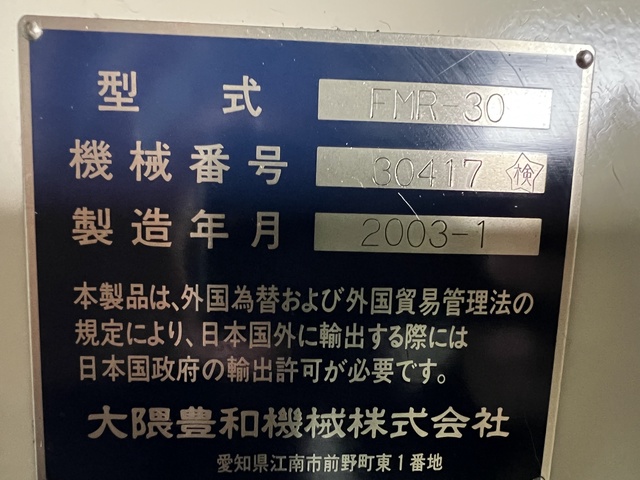 型式 FMR-30
機械番号 30417 検
製造年月 2003-1
本製品は、外国為替および外国貿易管理法の
規定により、日本国外に輸出する際には
日本国政府の輸出許可が必要です。
大隈豊和機械株式会社
愛知県江南市前野町東1番地